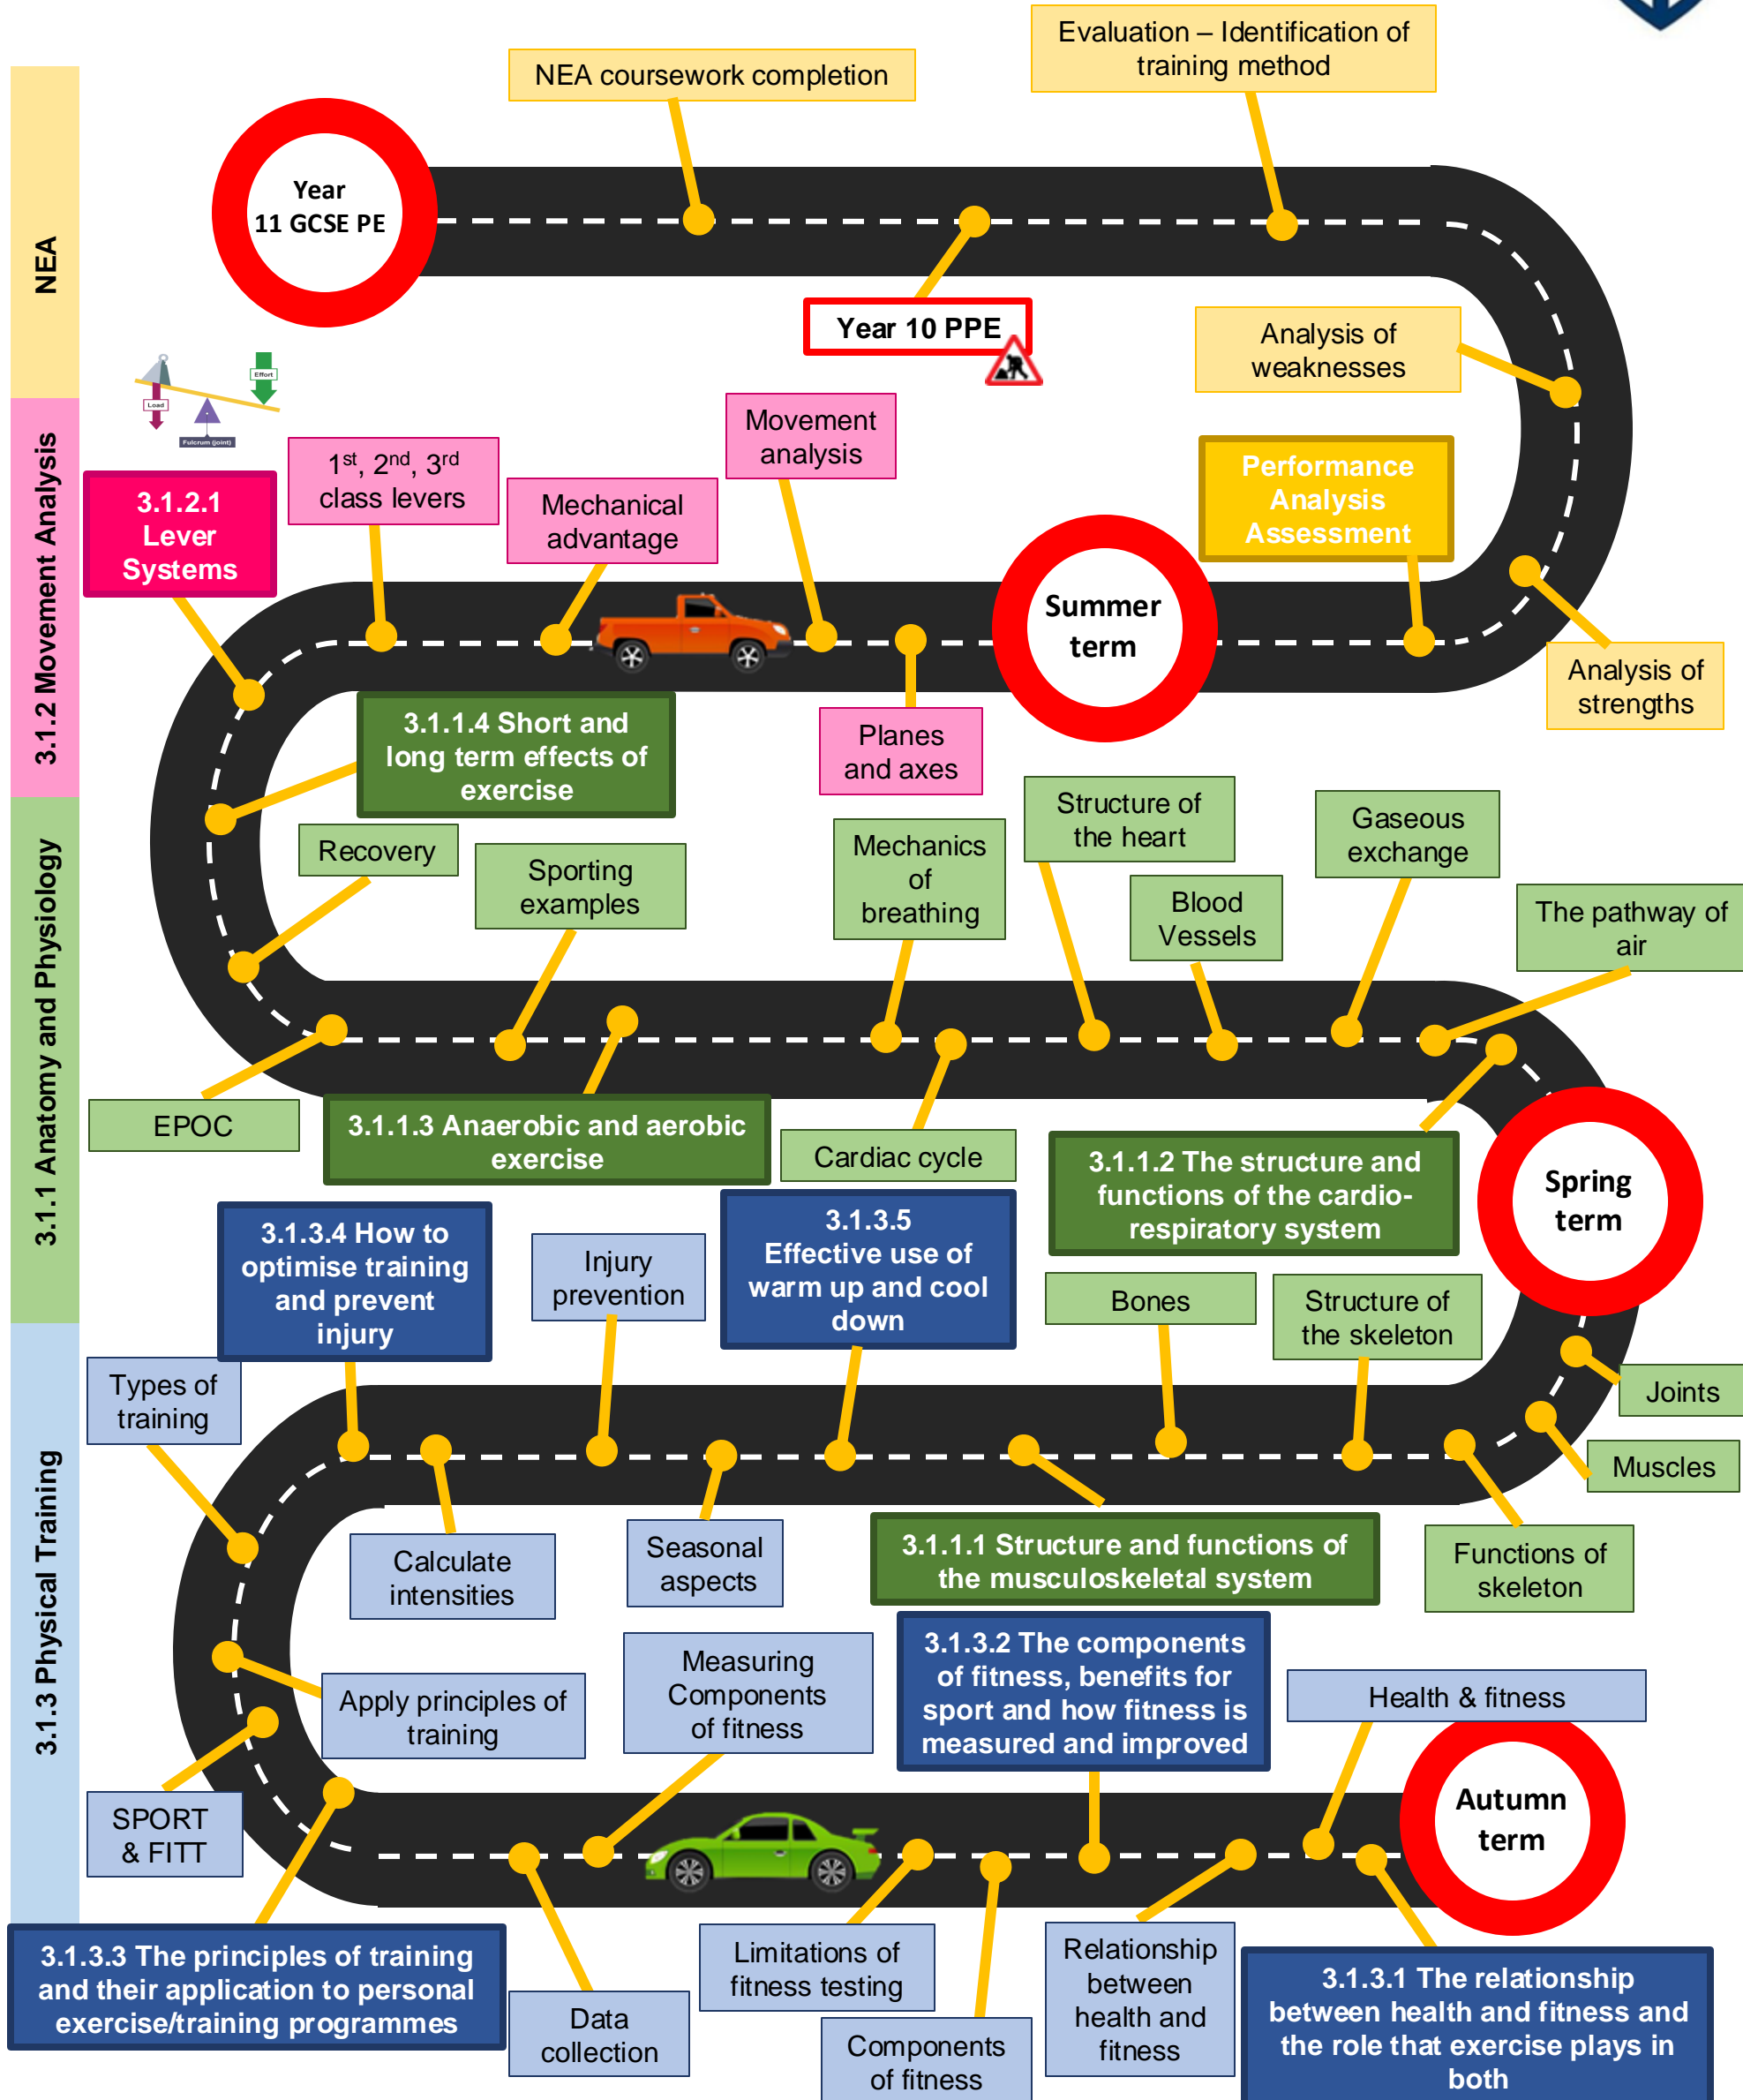 Evaluation – Identification of
training method
NEA coursework completion
Year
11 GCSE PE
NEA
Year 10 PPE
Analysis of
weaknesses
Effort
Load
Fulcrum (joint)
Movement
analysis
1st, 2nd, 3rd
class levers
Performance
Analysis
Assessment
3.1.2 Movement Analysis
3.1.2.1
Lever
Systems
Mechanical
advantage
Summer
term
Analysis of
strengths
3.1.1.4 Short and
long term effects of
exercise
Planes
and axes
Structure of
the heart
Gaseous
exchange
Recovery
Sporting
examples
Mechanics
of
breathing
Blood
Vessels
The pathway of
air
3.1.1 Anatomy and Physiology
EPOC
3.1.1.3 Anaerobic and aerobic
exercise
Cardiac cycle
3.1.1.2 The structure and
functions of the cardio-
respiratory system
Spring
term
3.1.3.4 How to
optimise training
and prevent
injury
Injury
prevention
3.1.3.5
Effective use of
warm up and cool
down
Bones
Structure of
the skeleton
Types of
training
Joints
Muscles
3.1.3 Physical Training
Calculate
intensities
Seasonal
aspects
3.1.1.1 Structure and functions of
the musculoskeletal system
Functions of
skeleton
Apply principles of
training
Measuring
Components
of fitness
3.1.3.2 The components
of fitness, benefits for
sport and how fitness is
measured and improved
Health & fitness
SPORT
& FITT
Autumn
term
3.1.3.3 The principles of training
and their application to personal
exercise/training programmes
Data
collection
Limitations of
fitness testing
Components
of fitness
Relationship
between
health and
fitness
3.1.3.1 The relationship
between health and fitness and
the role that exercise plays in
both